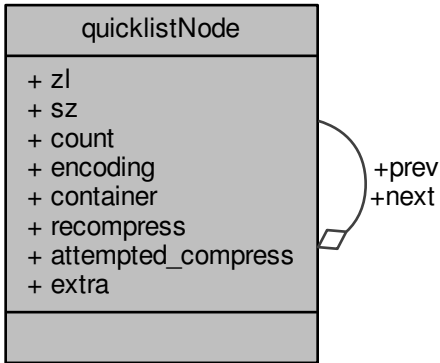 quicklistNode
+ zl
+ sz
+ count
+ encoding
+ container
+ recompress
+ attempted_compress
+ extra
+prev
+next